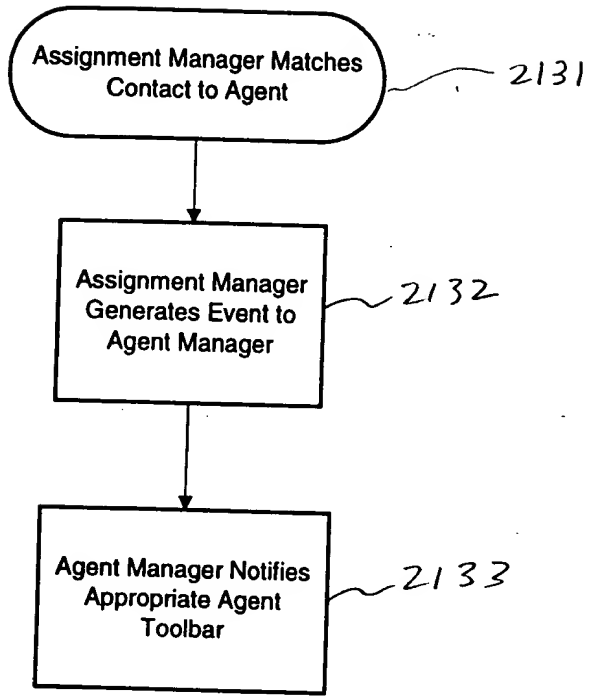 Assignment Manager Matches
Contact to Agent
2131
Assignment Manager
Generates Event to
Agent Manager
2132
Agent Manager Notifies
Appropriate Agent
Toolbar
2133